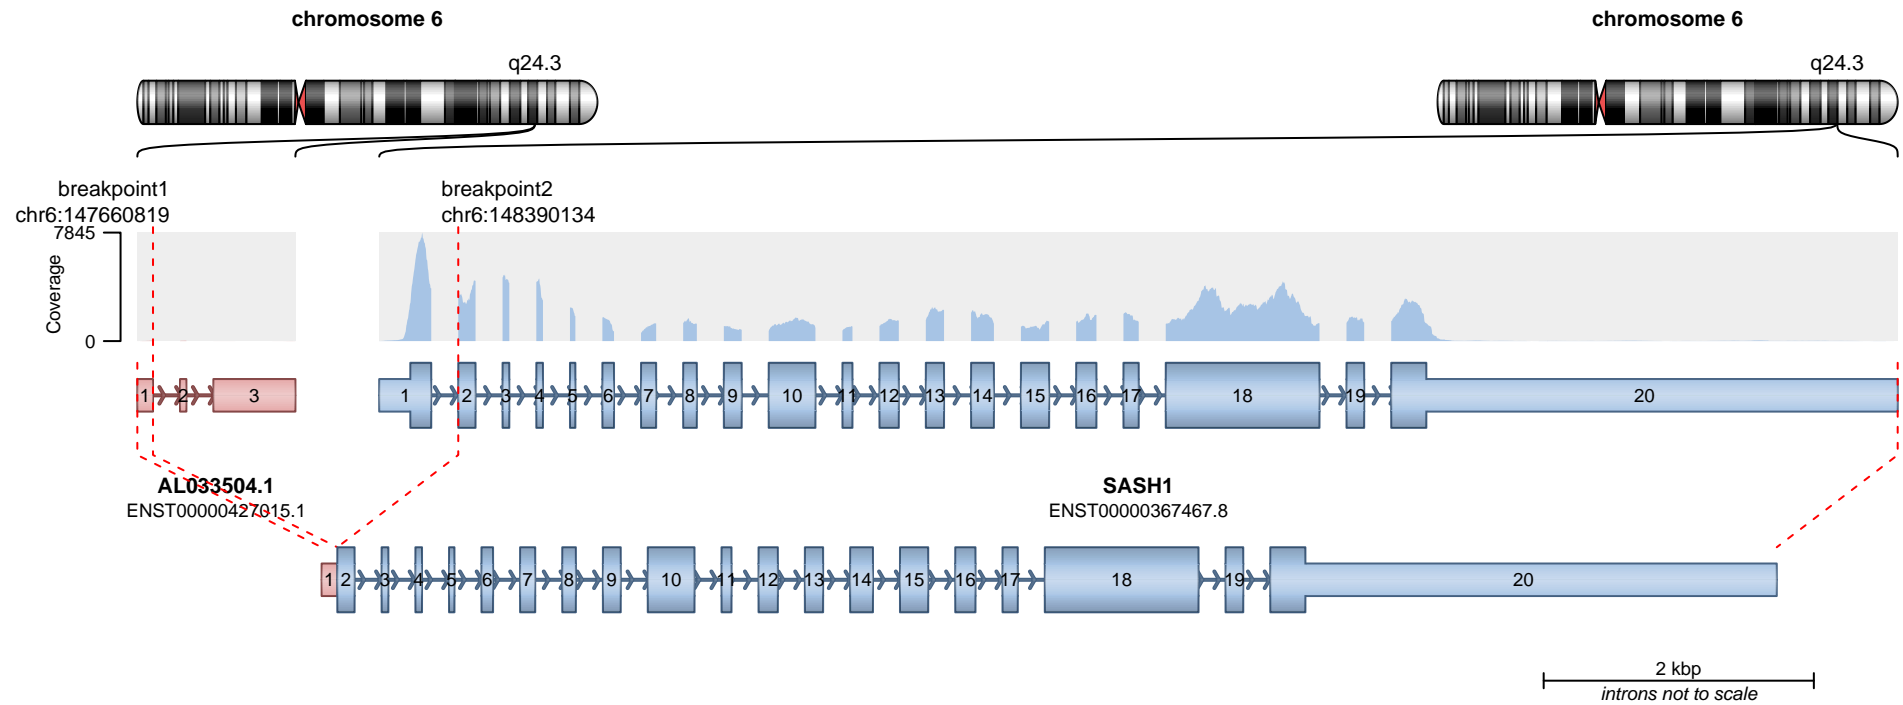 chromosome 6
chromosome 6
q24.3
q24.3
breakpoint1
chr6:147660819
breakpoint2
chr6:148390134
7845
Coverage
0
1 2 3
1 2 3 4 5 6 7 8 9 10 11 12 13 14 15 16 17 18 19 20
AL033504.1
ENST00000427015.1
SASH1
ENST00000367467.8
1 2 3 4 5 6 7 8 9 10 11 12 13 14 15 16 17 18 19 20
2 kbp
introns not to scale